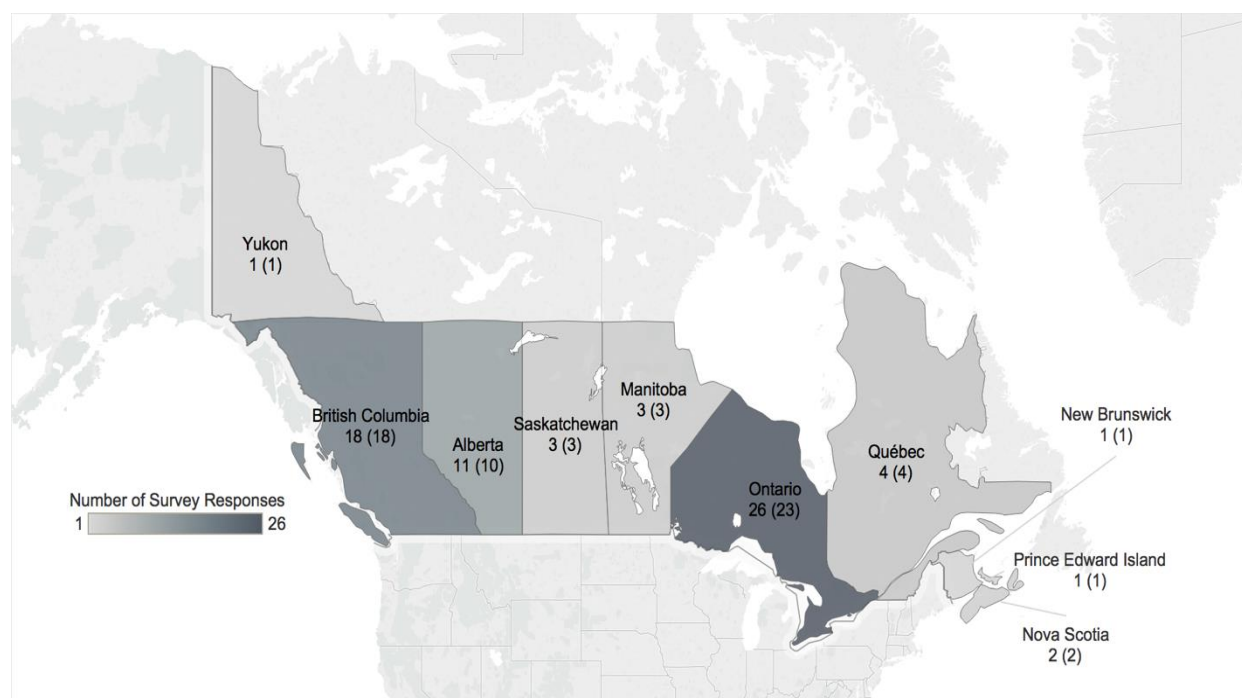 Yukon
1 (1)
British Columbia
18 (18)
Alberta
11 (10)
Saskatchewan
3 (3)
Manitoba
3 (3)
Ontario
26 (23)
Québec
4 (4)
New Brunswick
1 (1)
Prince Edward Island
1 (1)
Nova Scotia
2 (2)
Number of Survey Responses
1 26